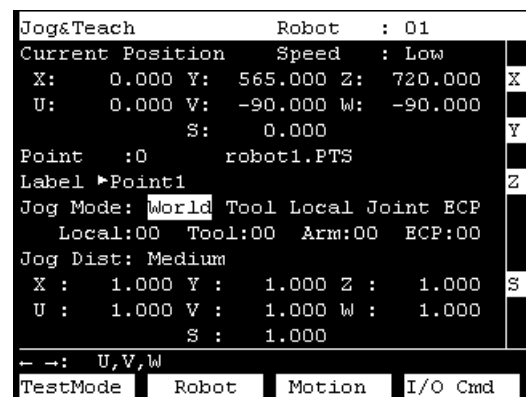 Jog&Teach Robot : 01
Current Position Speed : Low
X: 0.000 Y: 565.000 Z: 720.000 X
U: 0.000 V: -90.000 W: -90.000
S: 0.000 Y
Point :0 robot1.PTS
Label ▶Point1 Z
Jog Mode: World Tool Local Joint ECP
Local:00 Tool:00 Arm:00 ECP:00
Jog Dist: Medium
X : 1.000 Y : 1.000 Z : 1.000 S
U : 1.000 V : 1.000 W : 1.000
S : 1.000
← →: U,V,W
TestMode Robot Motion I/O Cmd